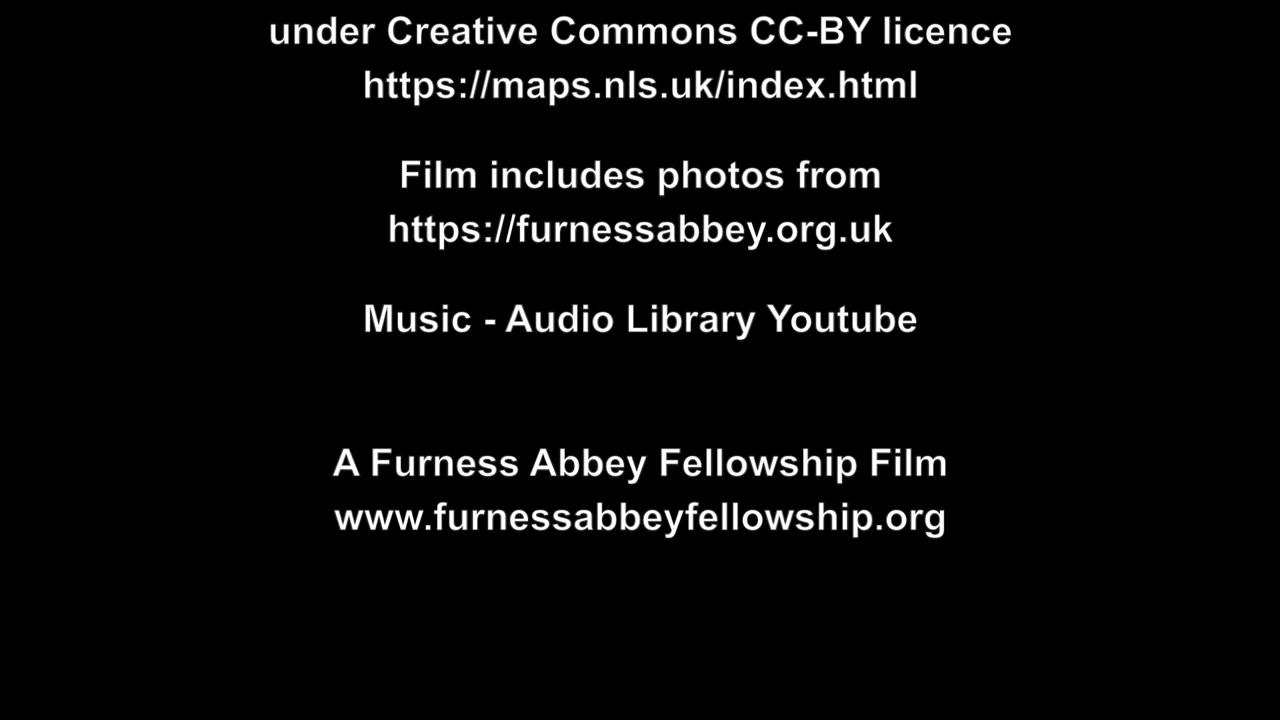 under Creative Commons CC-BY licence
https://maps.nls.uk/index.html
Film includes photos from
https://furnessabbey.org.uk
Music - Audio Library Youtube
A Furness Abbey Fellowship Film
www.furnessabbeyfellowship.org